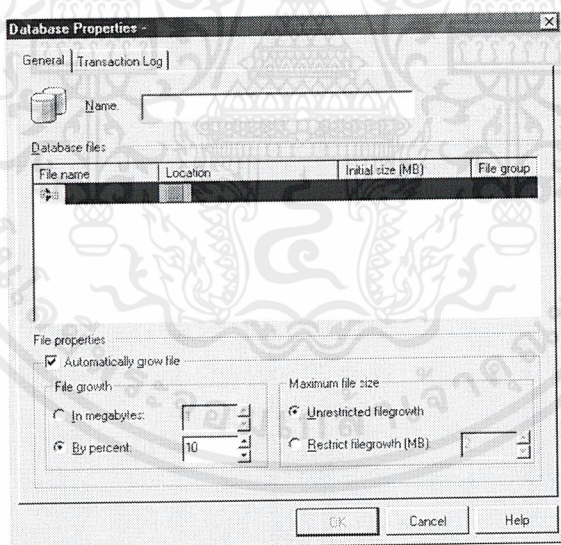 Database Properties -
General
Transaction Log
Name:
Database files
File name
Location
Initial size (MB)
File group
File properties
Automatically grow file
File growth
In megabytes:
By percent:
10
Maximum file size
Unrestricted filegrowth
Restrict filegrowth (MB):
2
OK
Cancel
Help